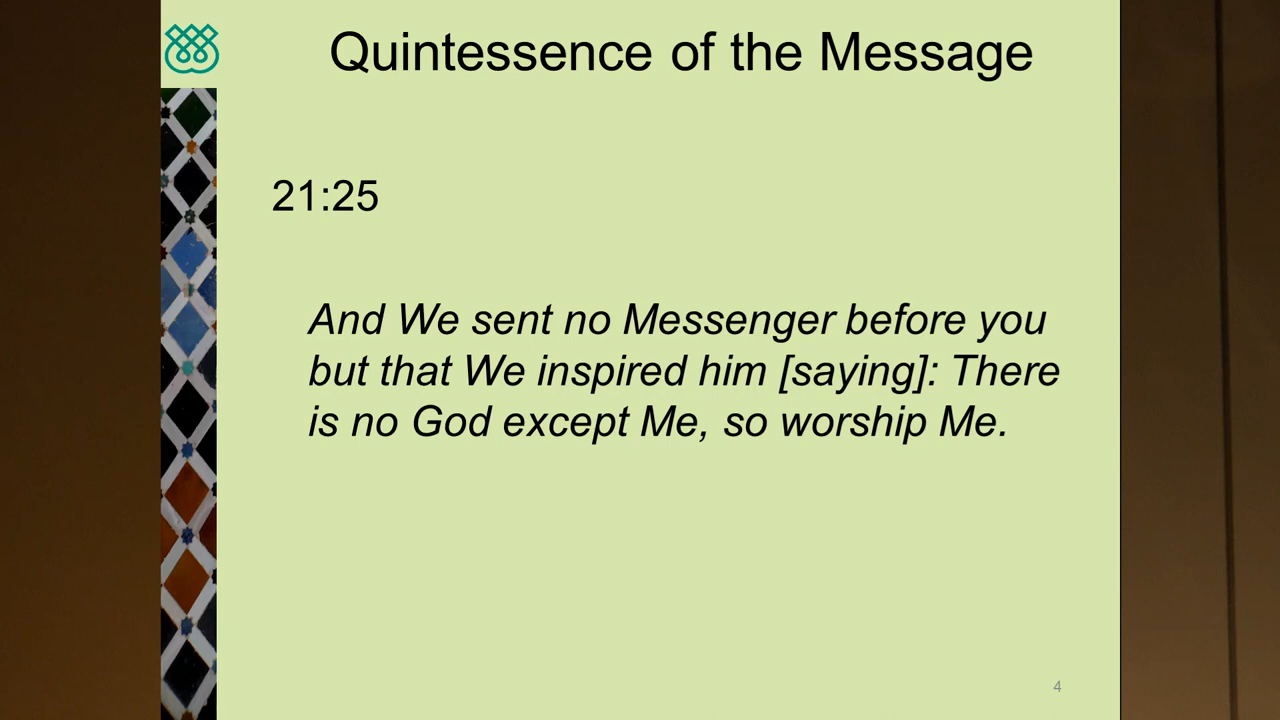 Quintessence of the Message
21:25
And We sent no Messenger before you
but that We inspired him [saying]: There
is no God except Me, so worship Me.
4